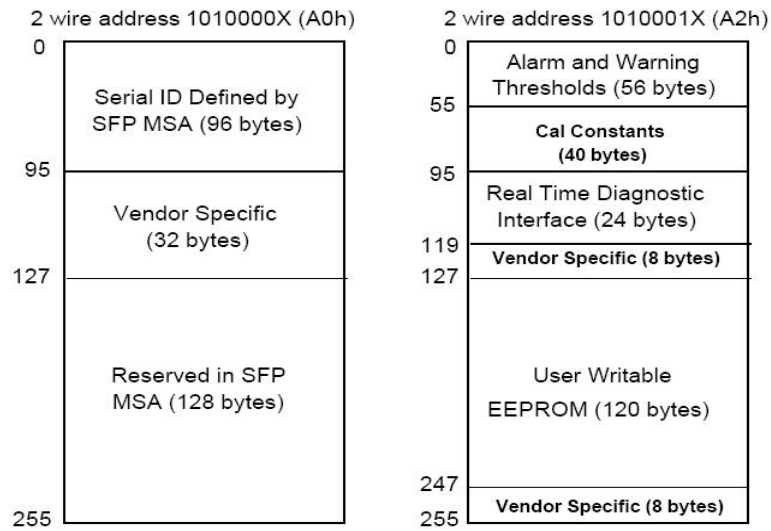 2 wire address 1010000X (A0h)
0
Serial ID Defined by
SFP MSA (96 bytes)
95
Vendor Specific
(32 bytes)
127
Reserved in SFP
MSA (128 bytes)
255
2 wire address 1010001X (A2h)
0
Alarm and Warning
Thresholds (56 bytes)
55
Cal Constants
(40 bytes)
95
Real Time Diagnostic
Interface (24 bytes)
119
Vendor Specific (8 bytes)
127
User Writable
EEPROM (120 bytes)
247
Vendor Specific (8 bytes)
255